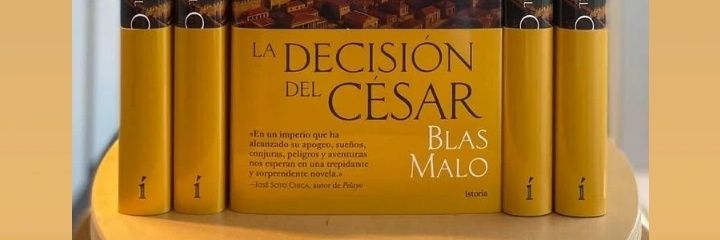 LA DECISIÓN
DEL CÉSAR
BLAS
MALO
«En un imperio que ha
alcanzado su apogeo, sueños,
conjuras, peligros y aventuras
nos esperan en una trepidante
y sorprendente novela.»
—JOSÉ SOTO CHICA, autor de Pelayo
istoria
í
í
í
í